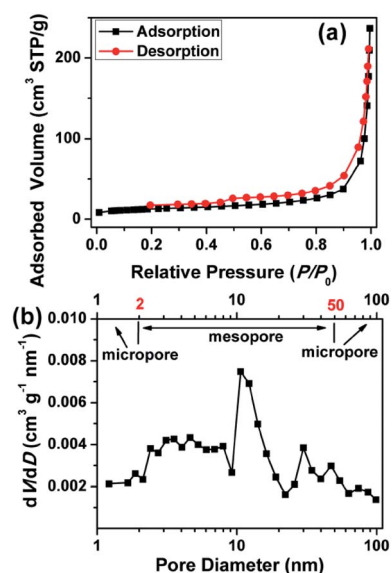 (a)
Adsorption
Desorption
200
100
0
Adsorbed Volume (cm³ STP/g)
0.0 0.2 0.4 0.6 0.8 1.0
Relative Pressure (P/P₀)
(b)
1 2 10 50 100
micropore mesopore micropore
0.010
0.008
0.006
0.004
0.002
dV/dD (cm³ g⁻¹ nm⁻¹)
1 10 100
Pore Diameter (nm)